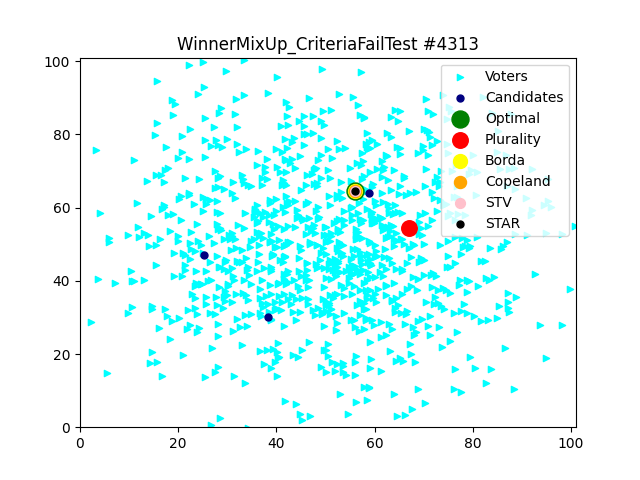 WinnerMixUp_CriteriaFailTest #4313
Voters
Candidates
Optimal
Plurality
Borda
Copeland
STV
STAR
100
80
60
40
20
0
0 20 40 60 80 100